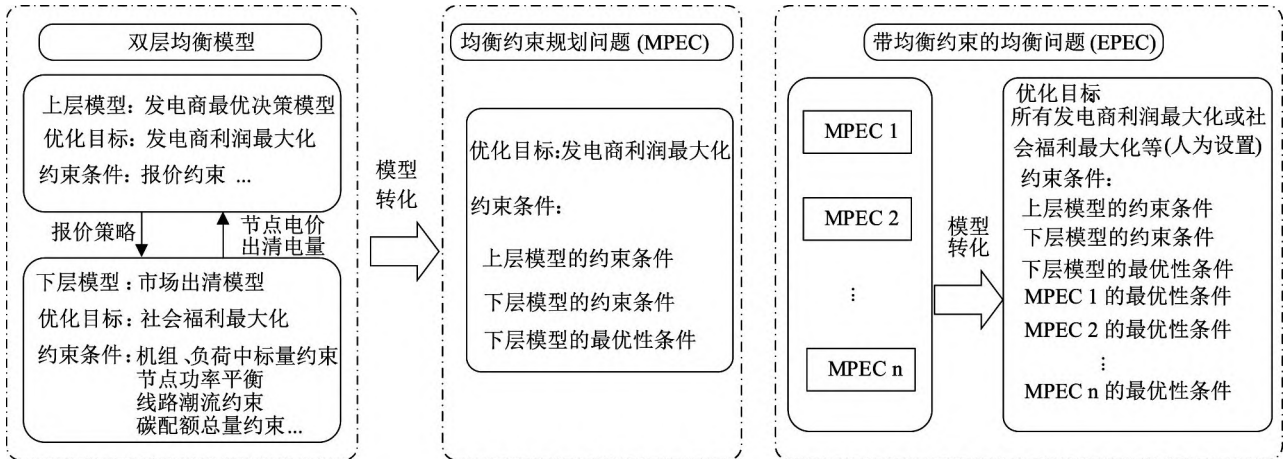 双层均衡模型
上层模型：发电商最优决策模型
优化目标：发电商利润最大化
约束条件：报价约束 ...
报价策略
节点电价
出清电量
下层模型：市场出清模型
优化目标：社会福利最大化
约束条件：机组、负荷中标量约束
节点功率平衡
线路潮流约束
碳配额总量约束...
模型
转化
均衡约束规划问题 (MPEC)
优化目标：发电商利润最大化
约束条件：
上层模型的约束条件
下层模型的约束条件
下层模型的最优性条件
带均衡约束的均衡问题 (EPEC)
MPEC 1
MPEC 2
⋮
MPEC n
模型
转化
优化目标
所有发电商利润最大化或社
会福利最大化等(人为设置)
约束条件：
上层模型的约束条件
下层模型的约束条件
下层模型的最优性条件
MPEC 1 的最优性条件
MPEC 2 的最优性条件
⋮
MPEC n 的最优性条件